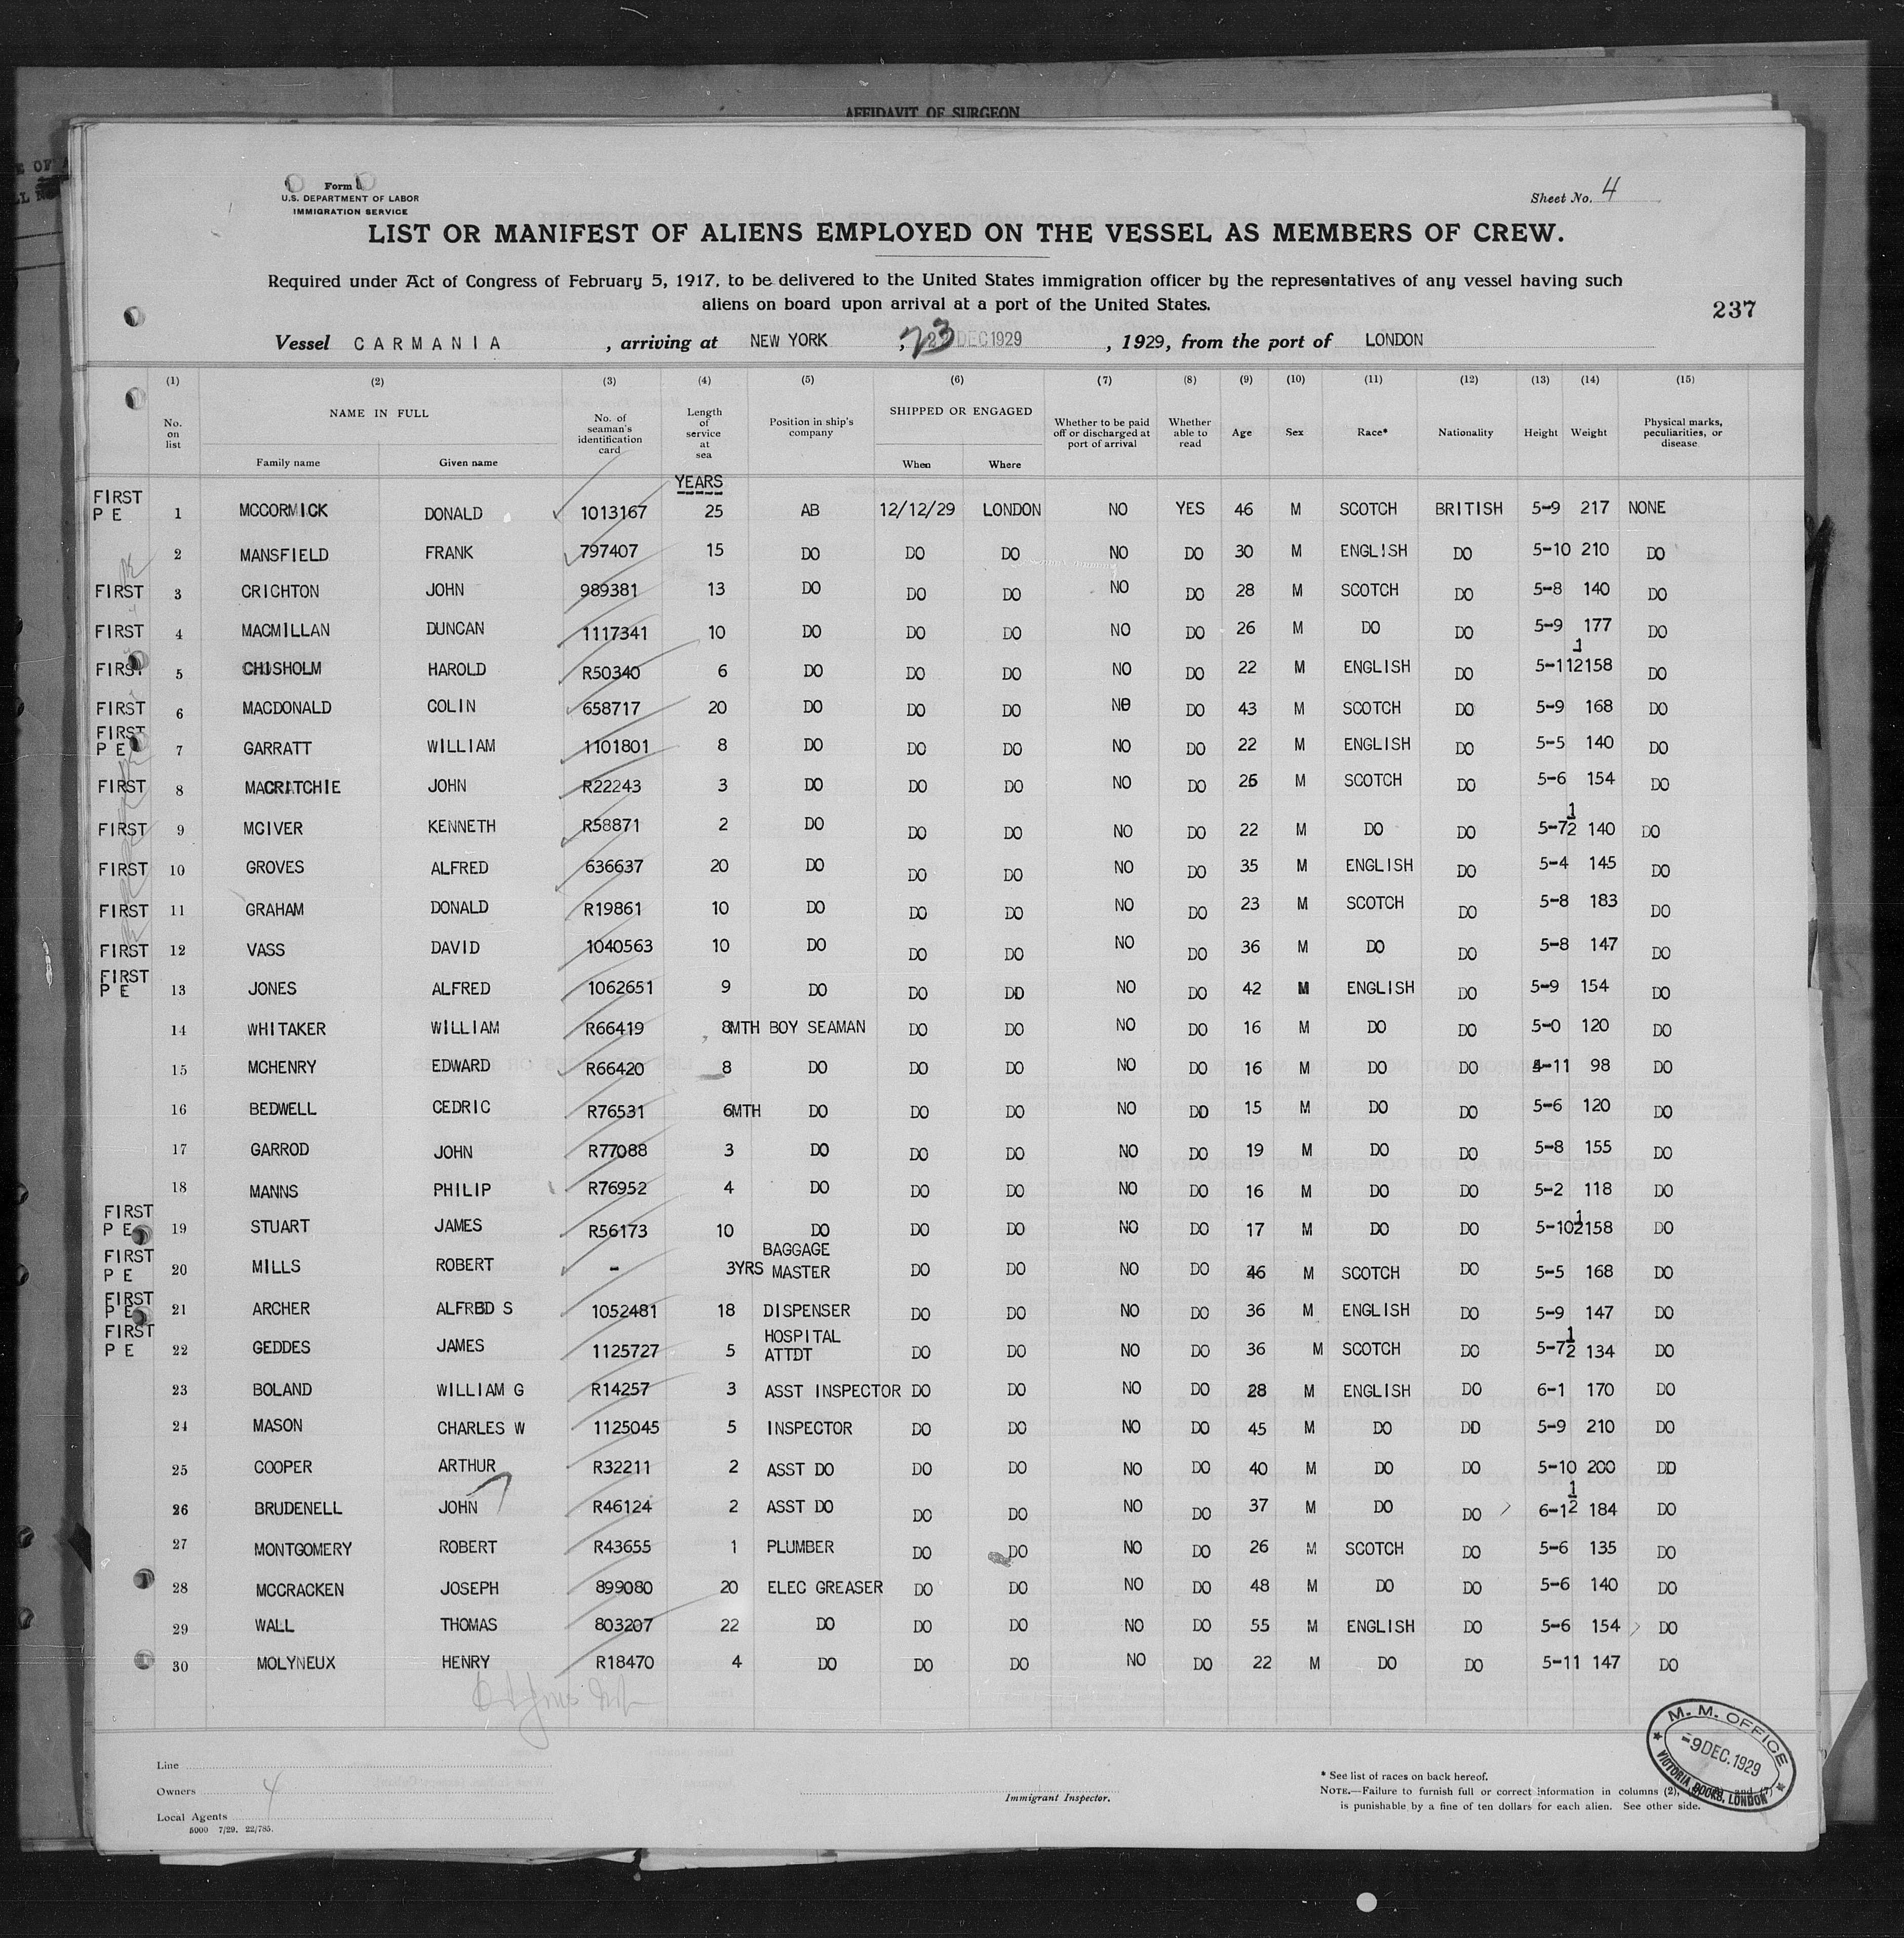 AFFIDAVIT OF SURGEON
Form
U.S. DEPARTMENT OF LABOR
IMMIGRATION SERVICE
Sheet No. 4
LIST OR MANIFEST OF ALIENS EMPLOYED ON THE VESSEL AS MEMBERS OF CREW.
Required under Act of Congress of February 5, 1917, to be delivered to the United States immigration officer by the representatives of any vessel having such
aliens on board upon arrival at a port of the United States.
237
Vessel CARMANIA, arriving at NEW YORK, 23 DEC 1929, 1929, from the port of LONDON
(1) (2) (3) (4) (5) (6) (7) (8) (9) (10) (11) (12) (13) (14) (15)
No. on list NAME IN FULL Family name Given name No. of seaman's identification card Length of service at sea Position in ship's company SHIPPED OR ENGAGED When Where Whether to be paid off or discharged at port of arrival Whether able to read Age Sex Race* Nationality Height Weight Physical marks, peculiarities, or disease
YEARS
FIRST P E 1 MCCORMICK DONALD 1013167 25 AB 12/12/29 LONDON NO YES 46 M SCOTCH BRITISH 5-9 217 NONE
2 MANSFIELD FRANK 797407 15 DO DO DO NO DO 30 M ENGLISH DO 5-10 210 DO
FIRST 3 CRICHTON JOHN 989381 13 DO DO DO NO DO 28 M SCOTCH DO 5-8 140 DO
FIRST 4 MACMILLAN DUNCAN 1117341 10 DO DO DO NO DO 26 M DO DO 5-9 177 DO
FIRST 5 CHISHOLM HAROLD R50340 6 DO DO DO NO DO 22 M ENGLISH DO 5-11½ 158 DO
FIRST 6 MACDONALD COLIN 658717 20 DO DO DO NO DO 43 M SCOTCH DO 5-9 168 DO
FIRST P E 7 GARRATT WILLIAM 1101801 8 DO DO DO NO DO 22 M ENGLISH DO 5-5 140 DO
FIRST 8 MACRITCHIE JOHN R22243 3 DO DO DO NO DO 26 M SCOTCH DO 5-6 154 DO
FIRST 9 MCIVER KENNETH R58871 2 DO DO DO NO DO 22 M DO DO 5-7½ 140 DO
FIRST 10 GROVES ALFRED 636637 20 DO DO DO NO DO 35 M ENGLISH DO 5-4 145 DO
FIRST 11 GRAHAM DONALD R19861 10 DO DO DO NO DO 23 M SCOTCH DO 5-8 183 DO
FIRST 12 VASS DAVID 1040563 10 DO DO DO NO DO 36 M DO DO 5-8 147 DO
FIRST P E 13 JONES ALFRED 1062651 9 DO DO DO NO DO 42 M ENGLISH DO 5-9 154 DO
14 WHITAKER WILLIAM R66419 8MTH BOY SEAMAN DO DO NO DO 16 M DO DO 5-0 120 DO
15 MCHENRY EDWARD R66420 8 DO DO DO NO DO 16 M DO DO 4-11 98 DO
16 BEDWELL CEDRIC R76531 6MTH DO DO DO NO DO 15 M DO DO 5-6 120 DO
17 GARROD JOHN R77088 3 DO DO DO NO DO 19 M DO DO 5-8 155 DO
18 MANNS PHILIP R76952 4 DO DO DO NO DO 16 M DO DO 5-2 118 DO
FIRST P E 19 STUART JAMES R56173 10 DO DO DO NO DO 17 M DO DO 5-10½ 158 DO
FIRST P E 20 MILLS ROBERT - 3YRS BAGGAGE MASTER DO DO NO DO 46 M SCOTCH DO 5-5 168 DO
FIRST P E 21 ARCHER ALFRED S 1052481 18 DISPENSER DO DO NO DO 36 M ENGLISH DO 5-9 147 DO
FIRST P E 22 GEDDES JAMES 1125727 5 HOSPITAL ATTDT DO DO NO DO 36 M SCOTCH DO 5-7½ 134 DO
23 BOLAND WILLIAM G R14257 3 ASST INSPECTOR DO DO NO DO 28 M ENGLISH DO 6-1 170 DO
24 MASON CHARLES W 1125045 5 INSPECTOR DO DO NO DO 45 M DO DO 5-9 210 DO
25 COOPER ARTHUR R32211 2 ASST DO DO DO NO DO 40 M DO DO 5-10 200 DO
26 BRUDENELL JOHN R46124 2 ASST DO DO DO NO DO 37 M DO DO 6-1½ 184 DO
27 MONTGOMERY ROBERT R43655 1 PLUMBER DO DO NO DO 26 M SCOTCH DO 5-6 135 DO
28 MCCRACKEN JOSEPH 899080 20 ELEC GREASER DO DO NO DO 48 M DO DO 5-6 140 DO
29 WALL THOMAS 803207 22 DO DO DO NO DO 55 M ENGLISH DO 5-6 154 DO
30 MOLYNEUX HENRY R18470 4 DO DO DO NO DO 22 M DO DO 5-11 147 DO
Line
Owners 4
Local Agents
5000 7/29. 22/785.
Immigrant Inspector.
* See list of races on back hereof.
NOTE.—Failure to furnish full or correct information in columns (2), and (7)
is punishable by a fine of ten dollars for each alien. See other side.
M. M. OFFICE
-9 DEC. 1929
VICTORIA DOCKS, LONDON